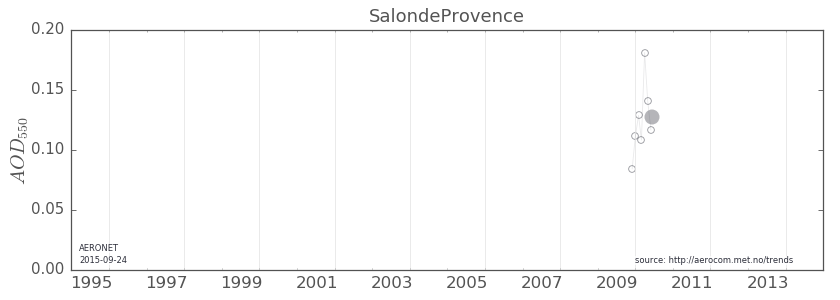 SalondeProvence
0.20
0.15
0.10
0.05
0.00
AOD550
AERONET
2015-09-24
source: http://aerocom.met.no/trends
1995 1997 1999 2001 2003 2005 2007 2009 2011 2013